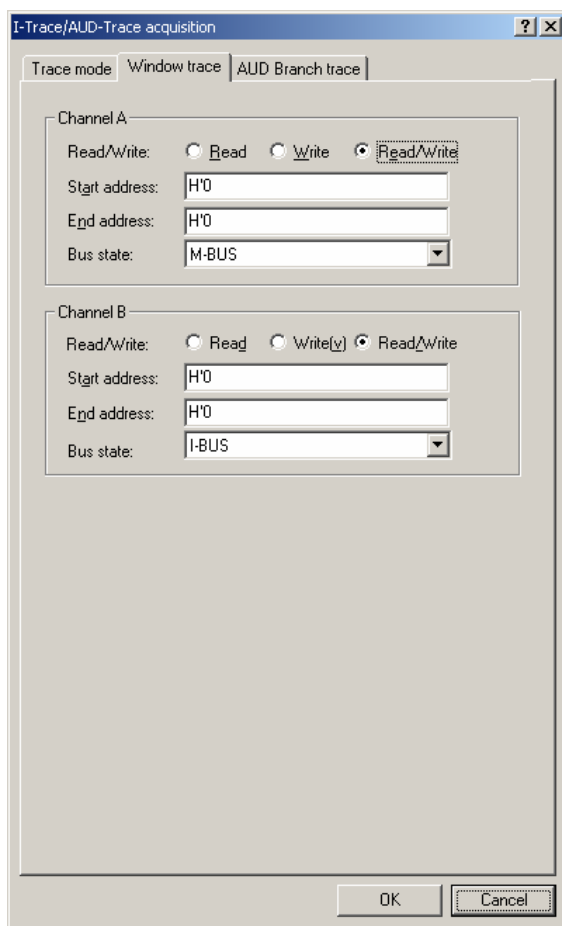 I-Trace/AUD-Trace acquisition
Trace mode Window trace AUD Branch trace
Channel A
Read/Write: Read Write Read/Write
Start address: H'0
End address: H'0
Bus state: M-BUS
Channel B
Read/Write: Read Write(v) Read/Write
Start address: H'0
End address: H'0
Bus state: I-BUS
OK Cancel